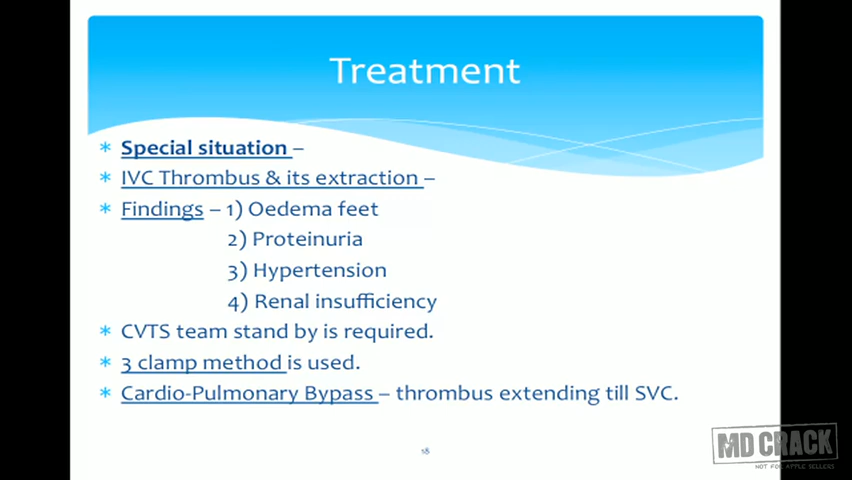 Treatment
* Special situation –
* IVC Thrombus & its extraction –
* Findings – 1) Oedema feet
2) Proteinuria
3) Hypertension
4) Renal insufficiency
* CVTS team stand by is required.
* 3 clamp method is used.
* Cardio-Pulmonary Bypass – thrombus extending till SVC.
18
MD CRACK
NOT FOR APPLE SELLERS